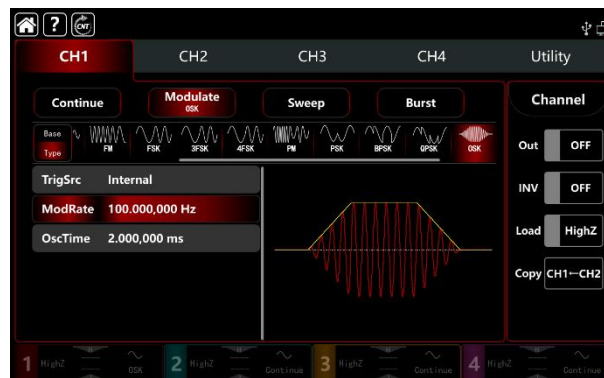 ? CNT
CH1 CH2 CH3 CH4 Utility
Continue Modulate OSK Sweep Burst Channel
Base Type FM FSK 3FSK 4FSK PM PSK BPSK QPSK OSK
Out OFF
TrigSrc Internal
INV OFF
ModRate 100.000,000 Hz
Load HighZ
OscTime 2.000,000 ms
Copy CH1←CH2
1 HighZ OSK 2 HighZ Continue 3 HighZ Continue 4 HighZ Continue